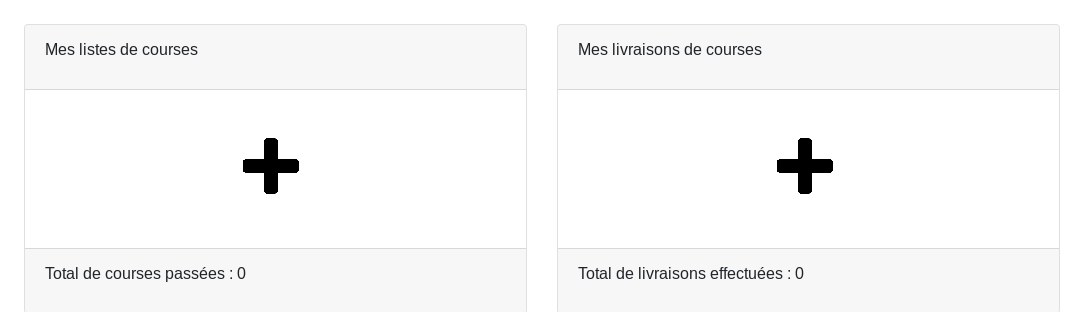 Mes listes de courses
Mes livraisons de courses
Total de courses passées : 0
Total de livraisons effectuées : 0